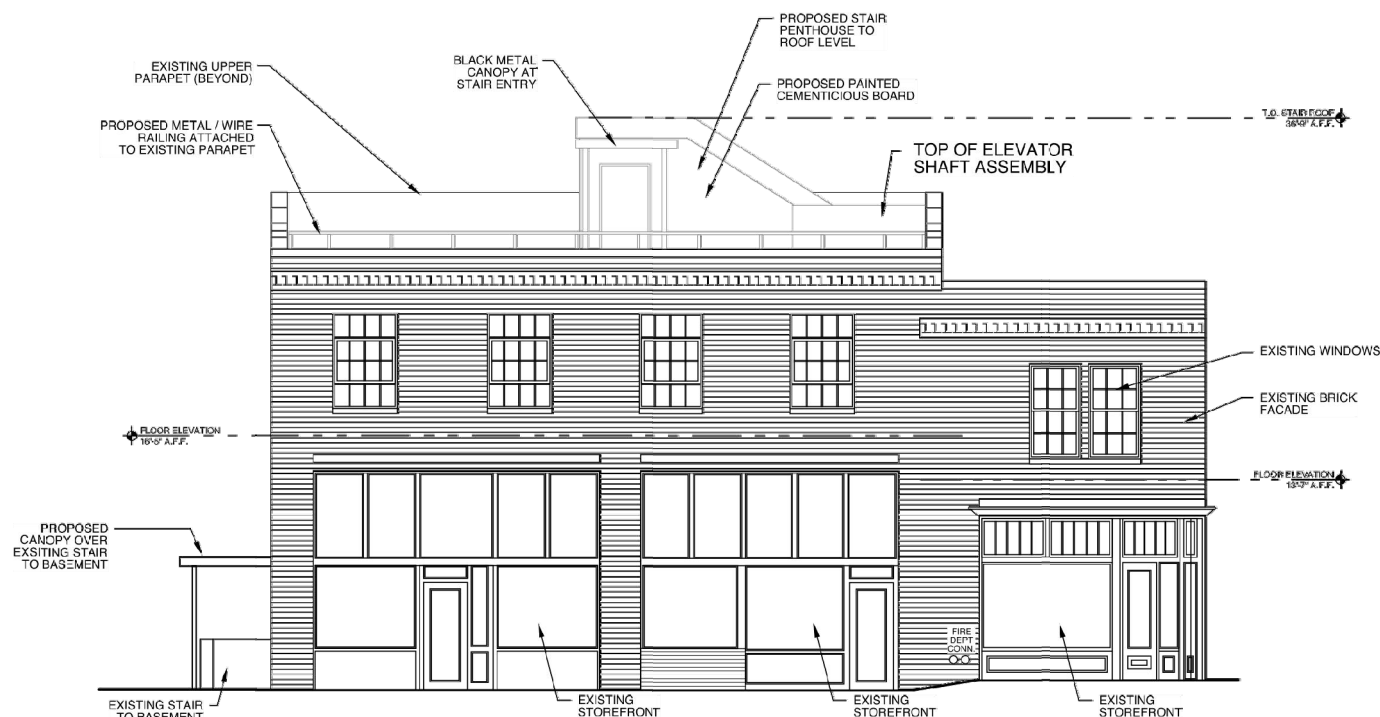 PROPOSED STAIR
PENTHOUSE TO
ROOF LEVEL
EXISTING UPPER
PARAPET (BEYOND)
BLACK METAL
CANOPY AT
STAIR ENTRY
PROPOSED PAINTED
CEMENTICIOUS BOARD
T.O. STAIR ROOF
A.F.F.
PROPOSED METAL / WIRE
RAILING ATTACHED
TO EXISTING PARAPET
TOP OF ELEVATOR
SHAFT ASSEMBLY
EXISTING WINDOWS
EXISTING BRICK
FACADE
FLOOR ELEVATION
A.F.F.
FLOOR ELEVATION
A.F.F.
PROPOSED
CANOPY OVER
EXSITING STAIR
TO BASEMENT
FIRE
DEPT
CONN.
EXISTING STAIR
TO BASEMENT
EXISTING
STOREFRONT
EXISTING
STOREFRONT
EXISTING
STOREFRONT